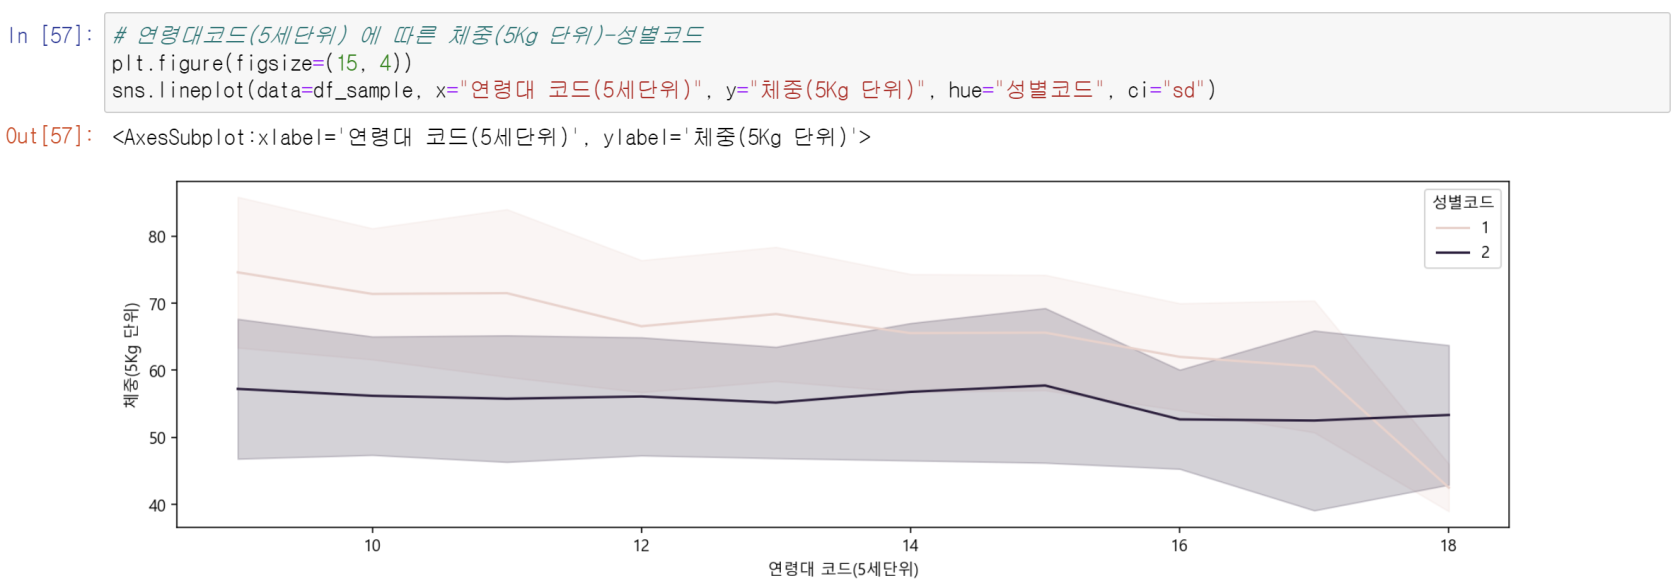 In [57]: # 연령대코드(5세단위) 에 따른 체중(5Kg 단위)-성별코드
plt.figure(figsize=(15, 4))
sns.lineplot(data=df_sample, x="연령대 코드(5세단위)", y="체중(5Kg 단위)", hue="성별코드", ci="sd")
Out[57]: <AxesSubplot:xlabel='연령대 코드(5세단위)', ylabel='체중(5Kg 단위)'>
성별코드
1
2
80
70
60
50
40
체중(5Kg 단위)
10 12 14 16 18
연령대 코드(5세단위)